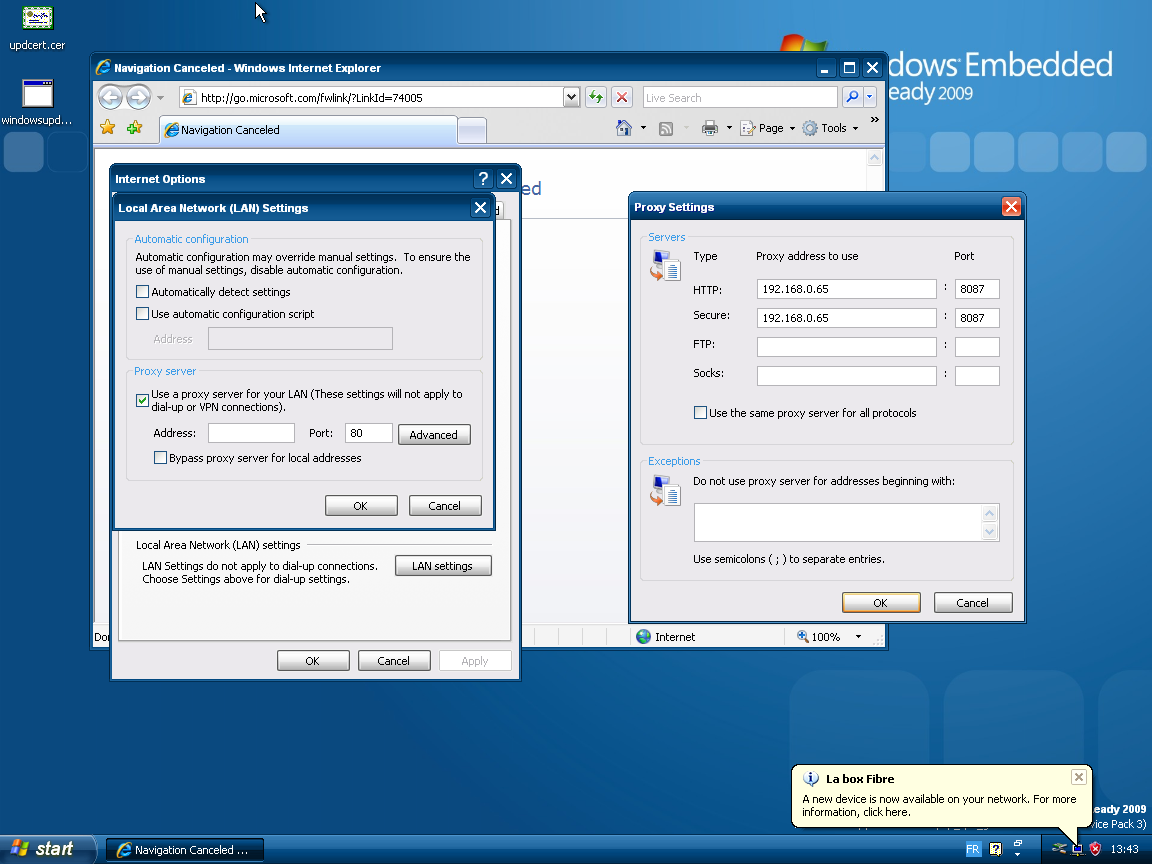 updcert.cer
windowsupd...
dows Embedded
eady 2009
Navigation Canceled - Windows Internet Explorer
http://go.microsoft.com/fwlink/?LinkId=74005
Live Search
Navigation Canceled
Page
Tools
»
ed
Internet Options
?
Local Area Network (LAN) Settings
Automatic configuration
Automatic configuration may override manual settings. To ensure the
use of manual settings, disable automatic configuration.
Automatically detect settings
Use automatic configuration script
Address
Proxy server
Use a proxy server for your LAN (These settings will not apply to
dial-up or VPN connections).
Address:
Port: 80
Advanced
Bypass proxy server for local addresses
OK
Cancel
Local Area Network (LAN) settings
LAN Settings do not apply to dial-up connections.
Choose Settings above for dial-up settings.
LAN settings
OK
Cancel
Apply
Proxy Settings
Servers
Type Proxy address to use Port
HTTP: 192.168.0.65 : 8087
Secure: 192.168.0.65 : 8087
FTP: :
Socks: :
Use the same proxy server for all protocols
Exceptions
Do not use proxy server for addresses beginning with:
Use semicolons ( ; ) to separate entries.
OK
Cancel
Do
Internet
100%
La box Fibre
A new device is now available on your network. For more
information, click here.
eady 2009
vice Pack 3)
start
Navigation Canceled ...
FR
?
13:43